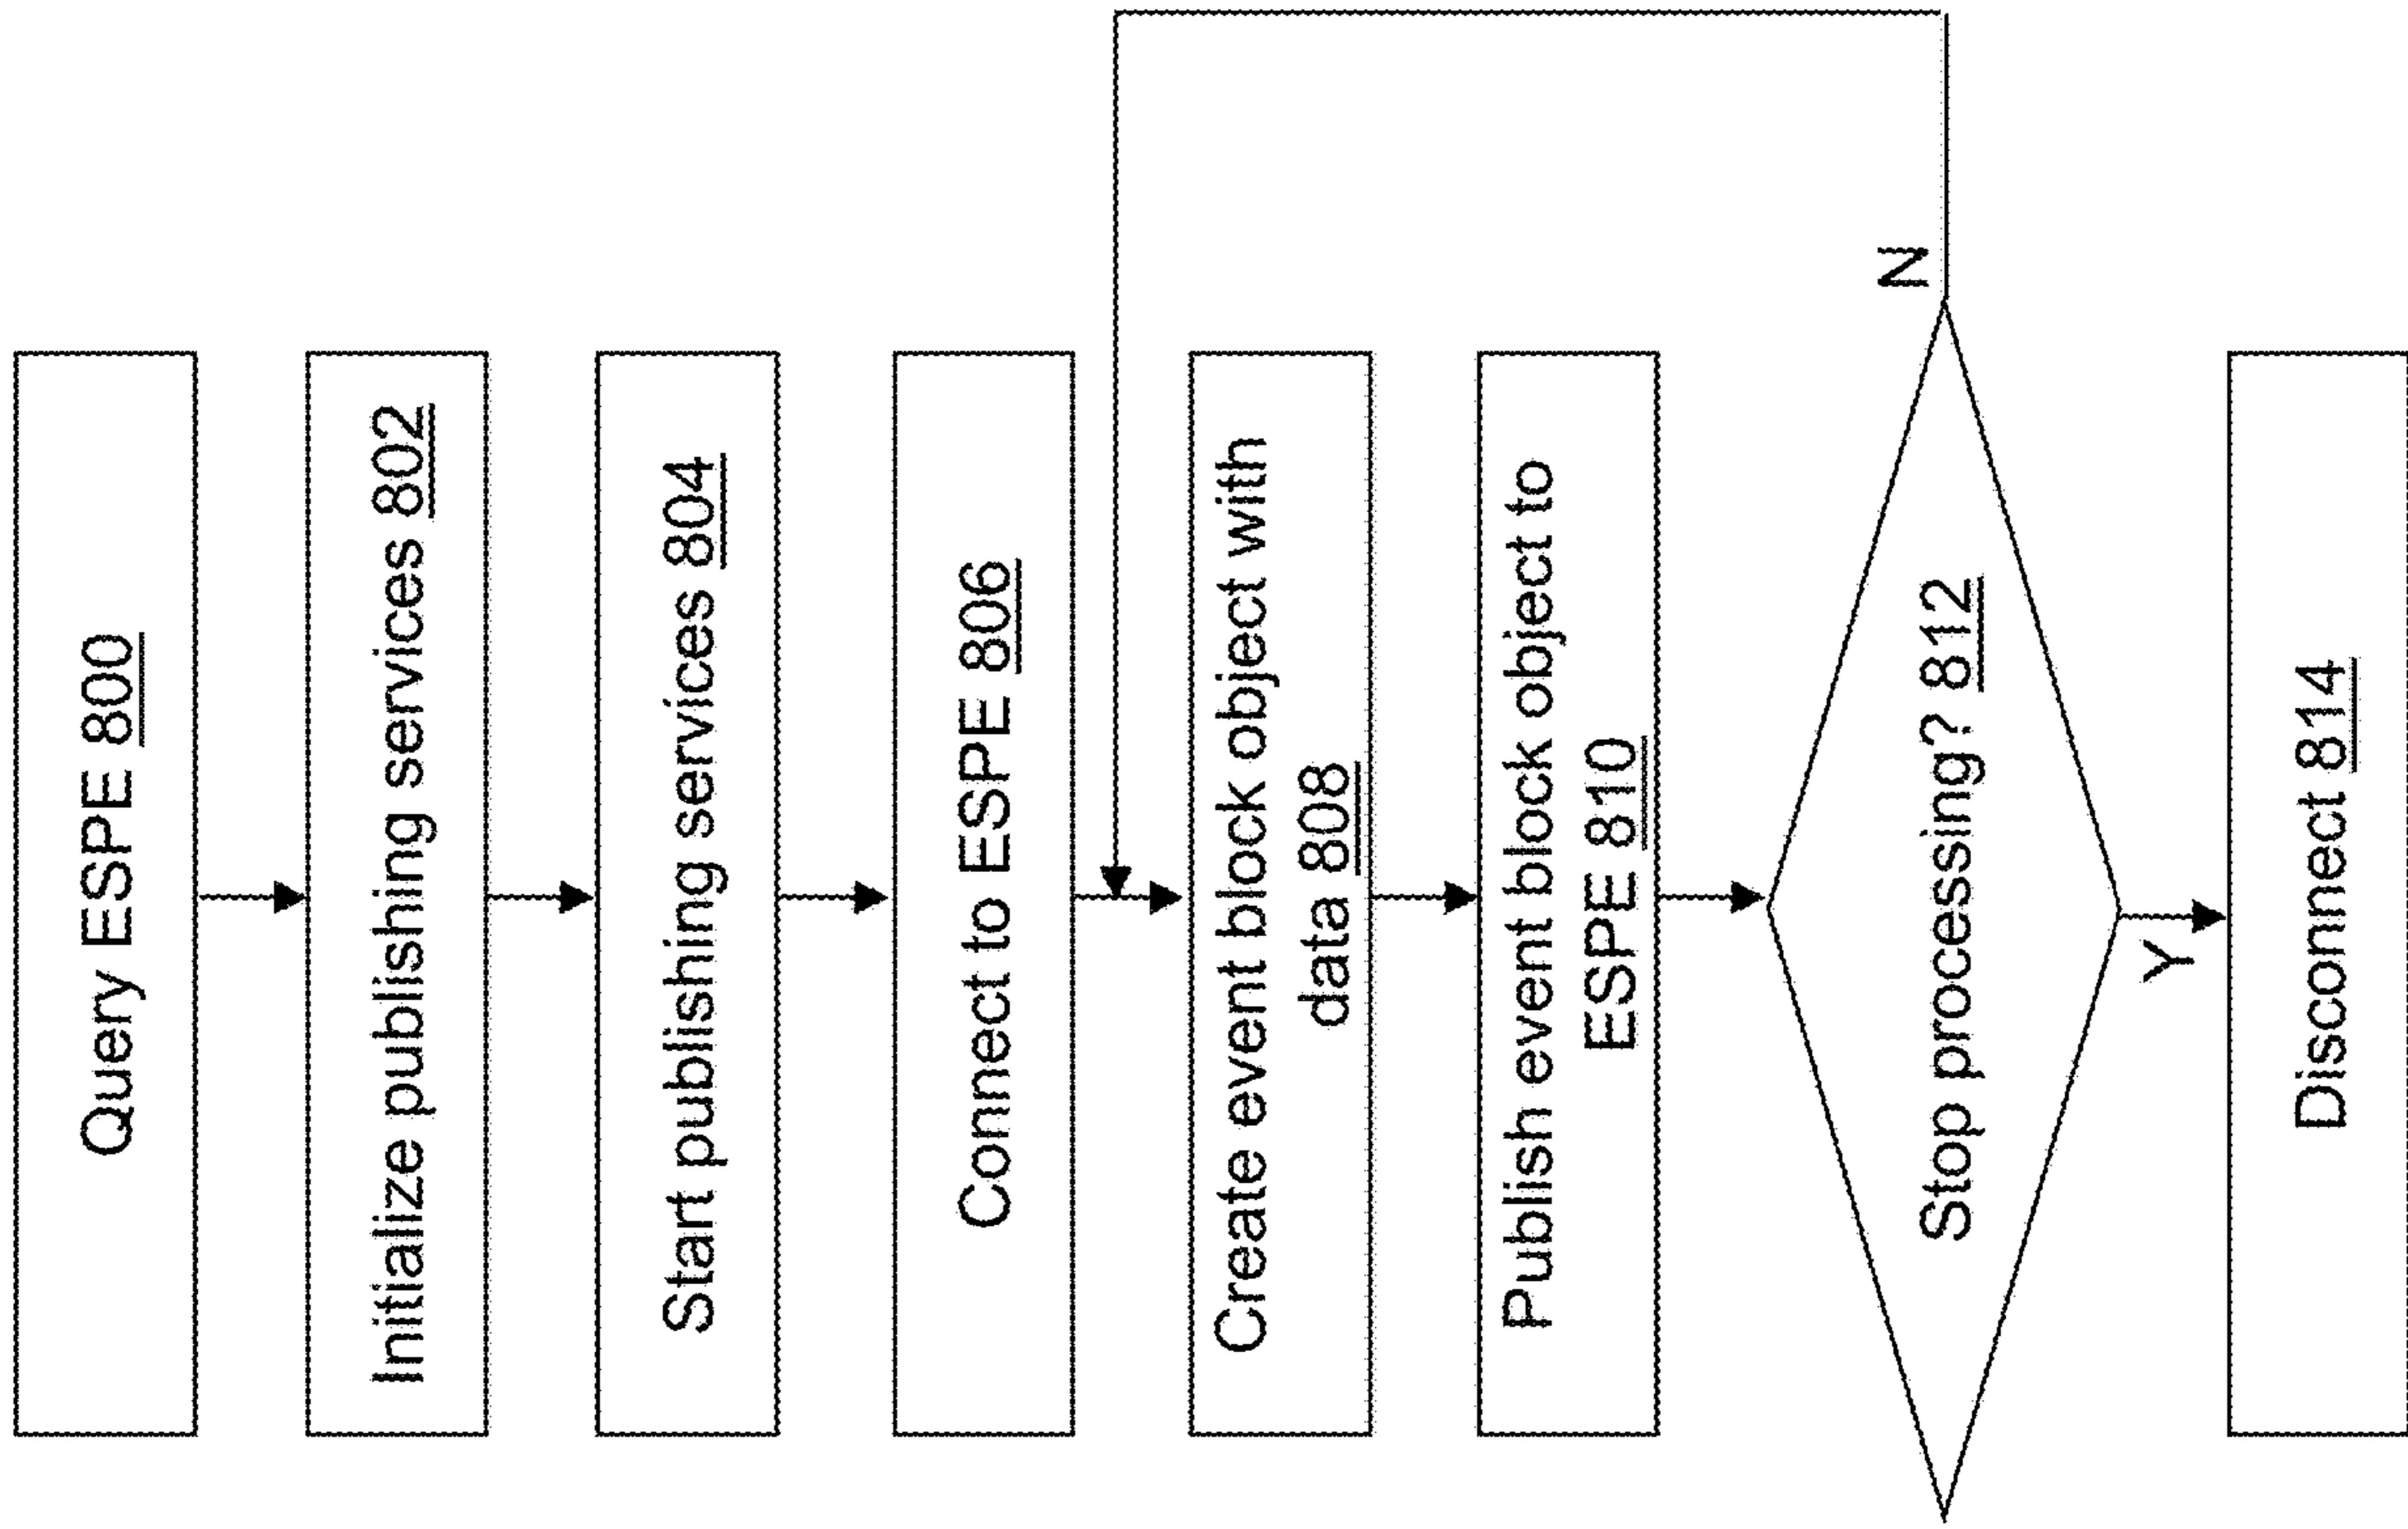 Query ESPE 800
Initialize publishing services 802
Start publishing services 804
Connect to ESPE 806
Create event block object with
data 808
Publish event block object to
ESPE 810
Stop processing? 812
N
Y
Disconnect 814